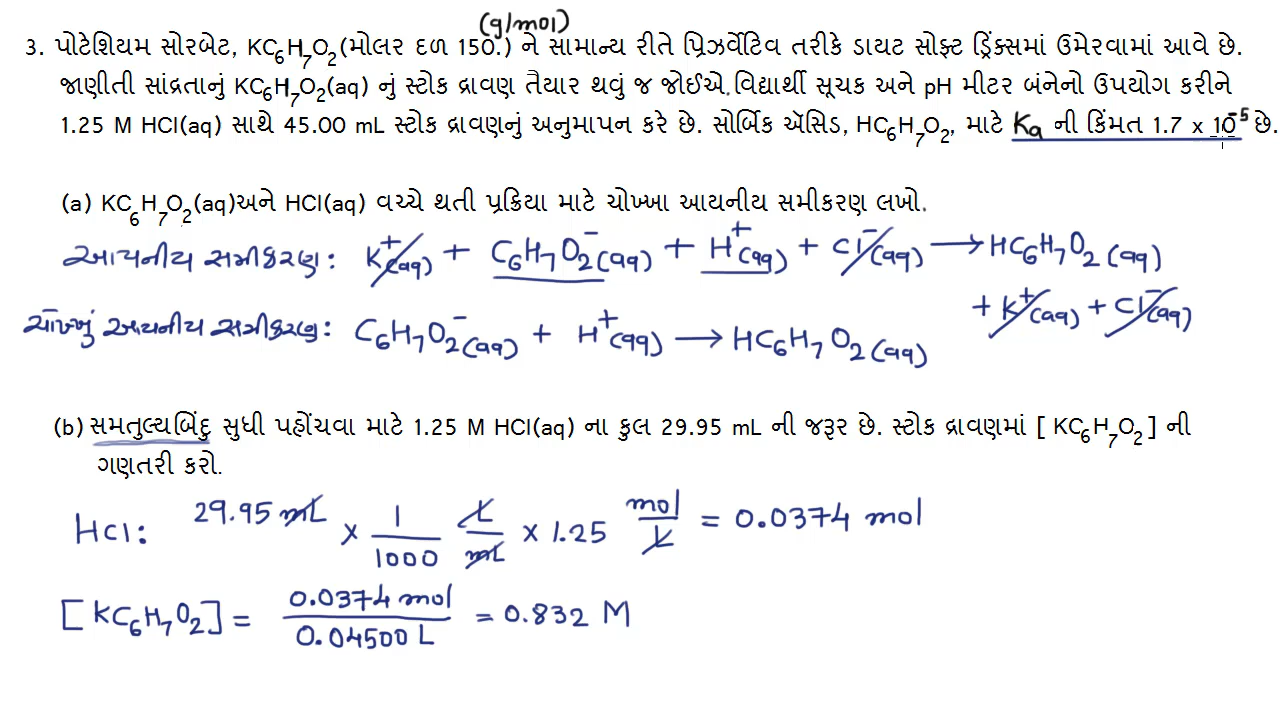 (g/mol)
3. પોટેશિયમ સોરબેટ, KC₆H₇O₂(મોલર દળ 150.) ને સામાન્ય રીતે પ્રિઝર્વેટિવ તરીકે ડાયટ સોફ્ટ ડ્રિંક્સમાં ઉમેરવામાં આવે છે.
જાણીતી સાંદ્રતાનું KC₆H₇O₂(aq) નું સ્ટોક દ્રાવણ તૈયાર થવું જ જોઈએ. વિદ્યાર્થી સૂચક અને pH મીટર બંનેનો ઉપયોગ કરીને
1.25 M HCl(aq) સાથે 45.00 mL સ્ટોક દ્રાવણનું અનુમાપન કરે છે. સોર્બિક ઍસિડ, HC₆H₇O₂, માટે Ka ની કિંમત 1.7 x 10⁻⁵ છે.
(a) KC₆H₇O₂(aq)અને HCl(aq) વચ્ચે થતી પ્રક્રિયા માટે ચોખ્ખા આયનીય સમીકરણ લખો.
આયનીય સમીકરણ: K⁺(aq) + C₆H₇O₂⁻(aq) + H⁺(aq) + Cl⁻(aq) ⟶ HC₆H₇O₂(aq)
+ K⁺(aq) + Cl⁻(aq)
ચોખ્ખું આયનીય સમીકરણ: C₆H₇O₂⁻(aq) + H⁺(aq) ⟶ HC₆H₇O₂(aq)
(b) સમતુલ્યબિંદુ સુધી પહોંચવા માટે 1.25 M HCl(aq) ના કુલ 29.95 mL ની જરૂર છે. સ્ટોક દ્રાવણમાં [ KC₆H₇O₂ ] ની
ગણતરી કરો.
HCl: 29.95 mL × 1/1000 L/mL × 1.25 mol/L = 0.0374 mol
[KC₆H₇O₂] = 0.0374 mol / 0.04500 L = 0.832 M